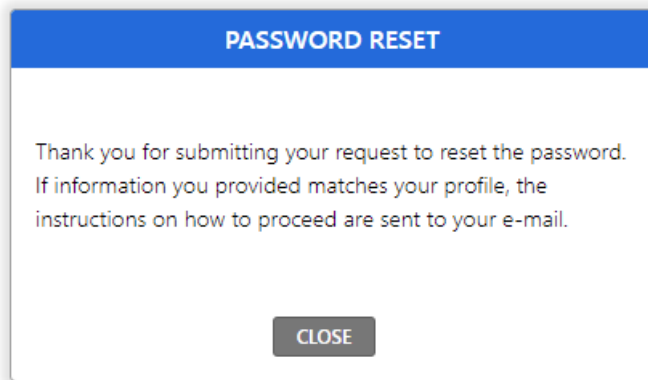 PASSWORD RESET
Thank you for submitting your request to reset the password.
If information you provided matches your profile, the
instructions on how to proceed are sent to your e-mail.
CLOSE